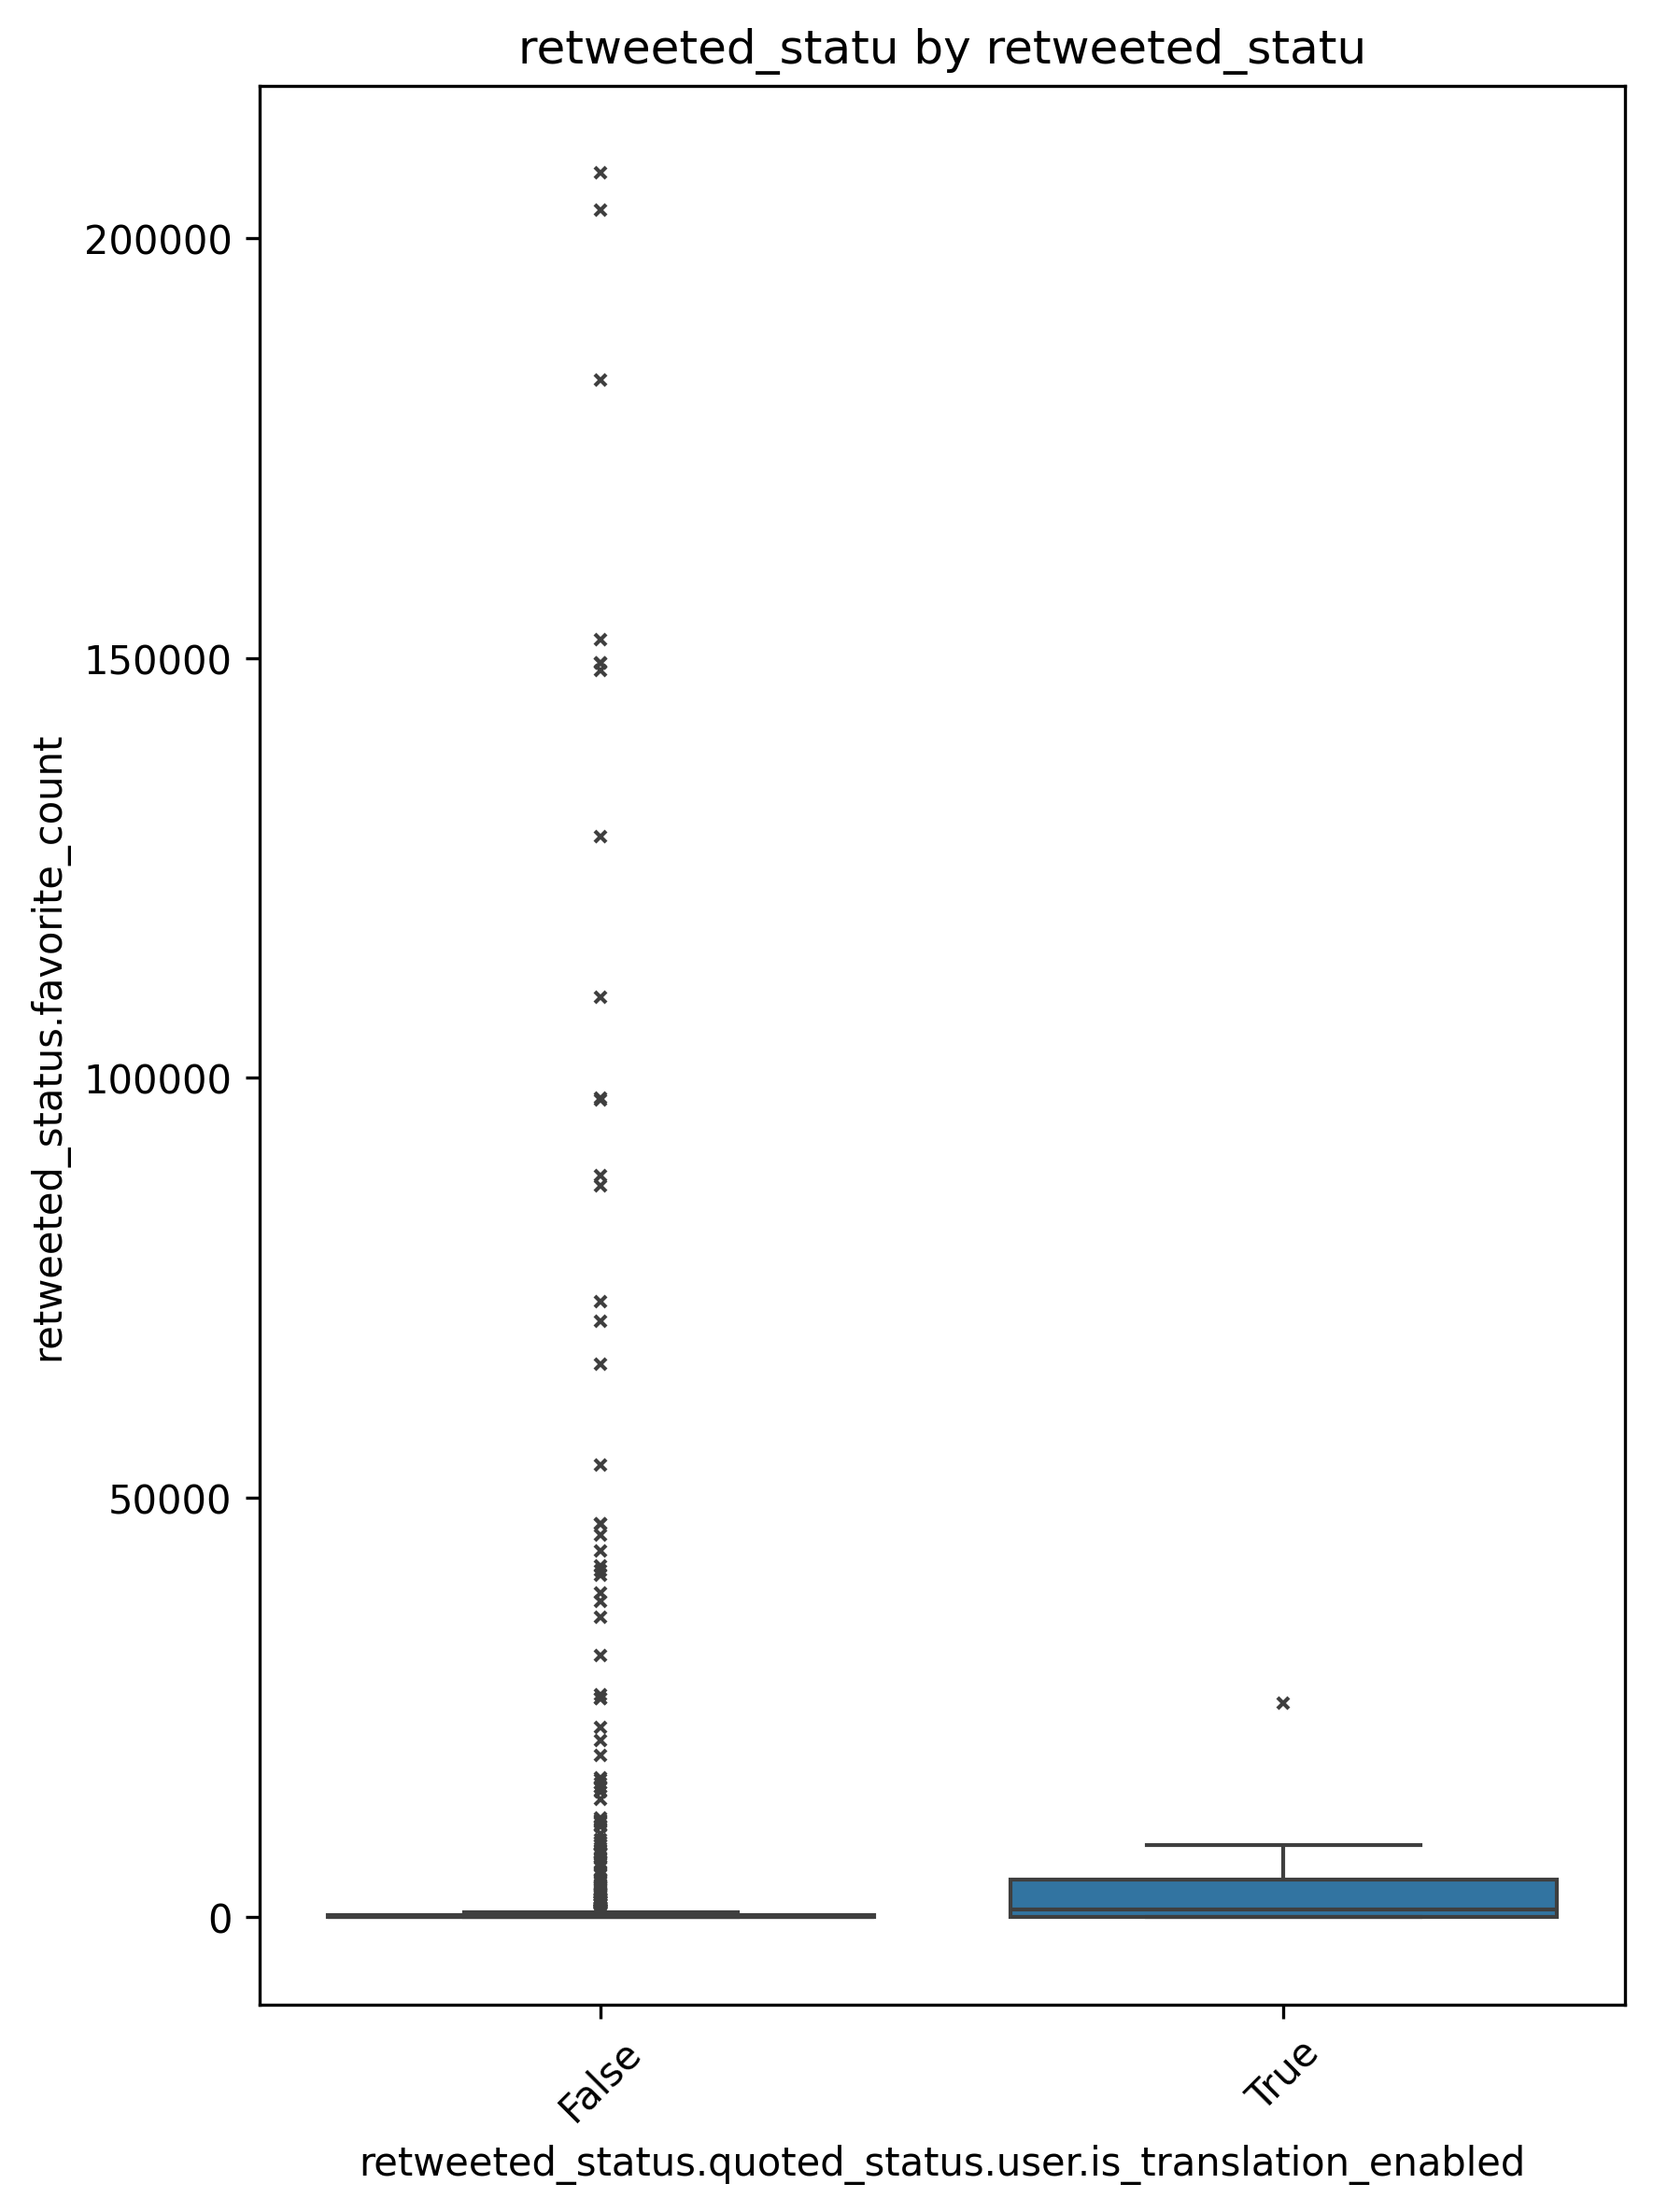 retweeted_statu by retweeted_statu
retweeted_status.favorite_count
200000
150000
100000
50000
0
False
True
retweeted_status.quoted_status.user.is_translation_enabled